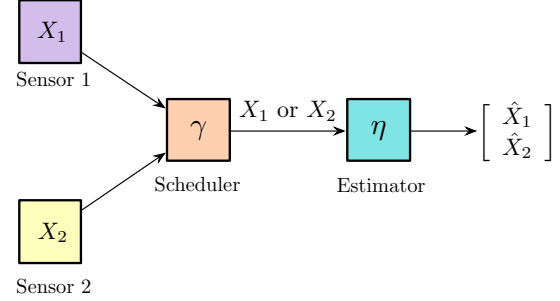 X₁
Sensor 1
γ
Scheduler
X₁ or X₂
η
Estimator
[ X̂₁
X̂₂ ]
X₂
Sensor 2